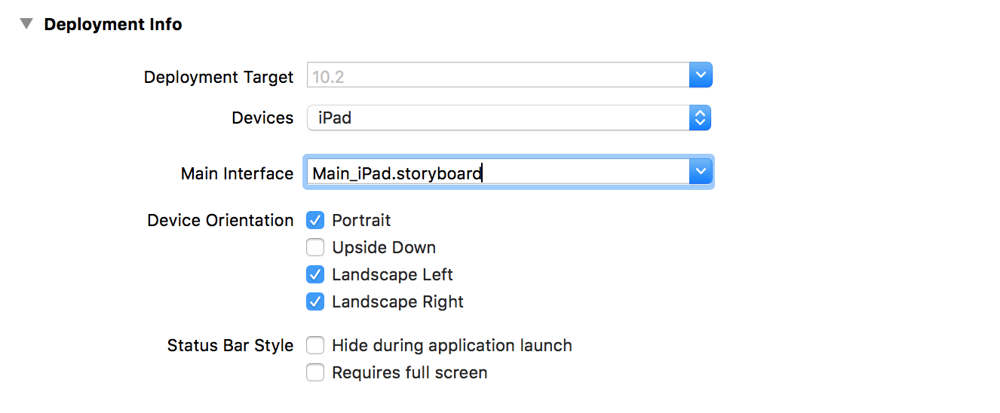 Deployment Info
Deployment Target 10.2
Devices iPad
Main Interface Main_iPad.storyboard
Device Orientation Portrait
Upside Down
Landscape Left
Landscape Right
Status Bar Style Hide during application launch
Requires full screen